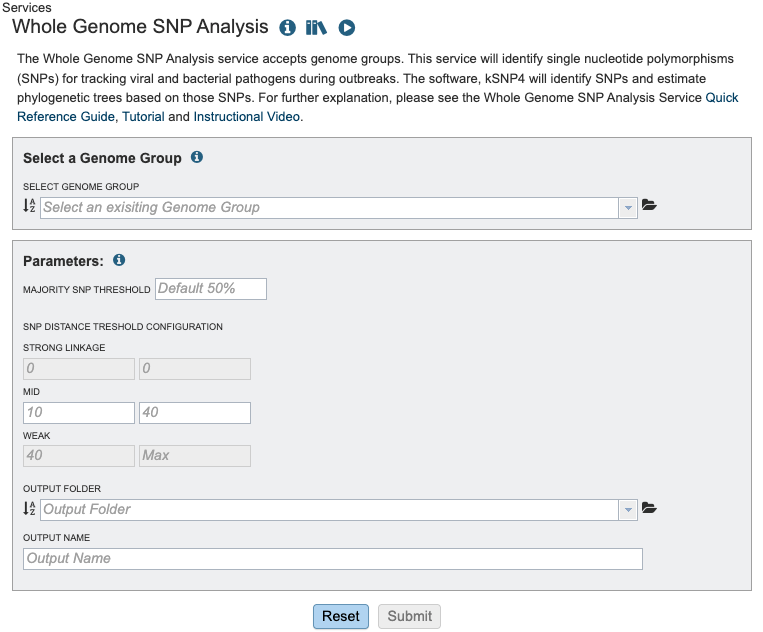 Services
Whole Genome SNP Analysis
The Whole Genome SNP Analysis service accepts genome groups. This service will identify single nucleotide polymorphisms
(SNPs) for tracking viral and bacterial pathogens during outbreaks. The software, kSNP4 will identify SNPs and estimate
phylogenetic trees based on those SNPs. For further explanation, please see the Whole Genome SNP Analysis Service Quick
Reference Guide, Tutorial and Instructional Video.
Select a Genome Group
SELECT GENOME GROUP
Select an exisiting Genome Group
Parameters:
MAJORITY SNP THRESHOLD Default 50%
SNP DISTANCE TRESHOLD CONFIGURATION
STRONG LINKAGE
0 0
MID
10 40
WEAK
40 Max
OUTPUT FOLDER
Output Folder
OUTPUT NAME
Output Name
Reset Submit